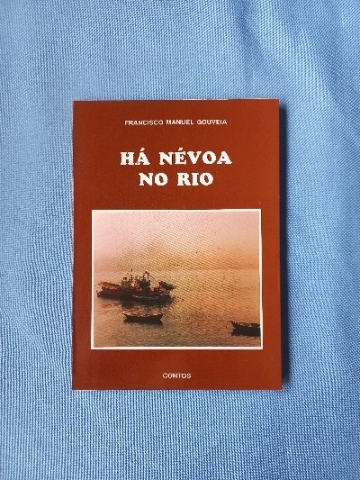 FRANCISCO MANUEL GOUVEIA
HÁ NÉVOA
NO RIO
CONTOS